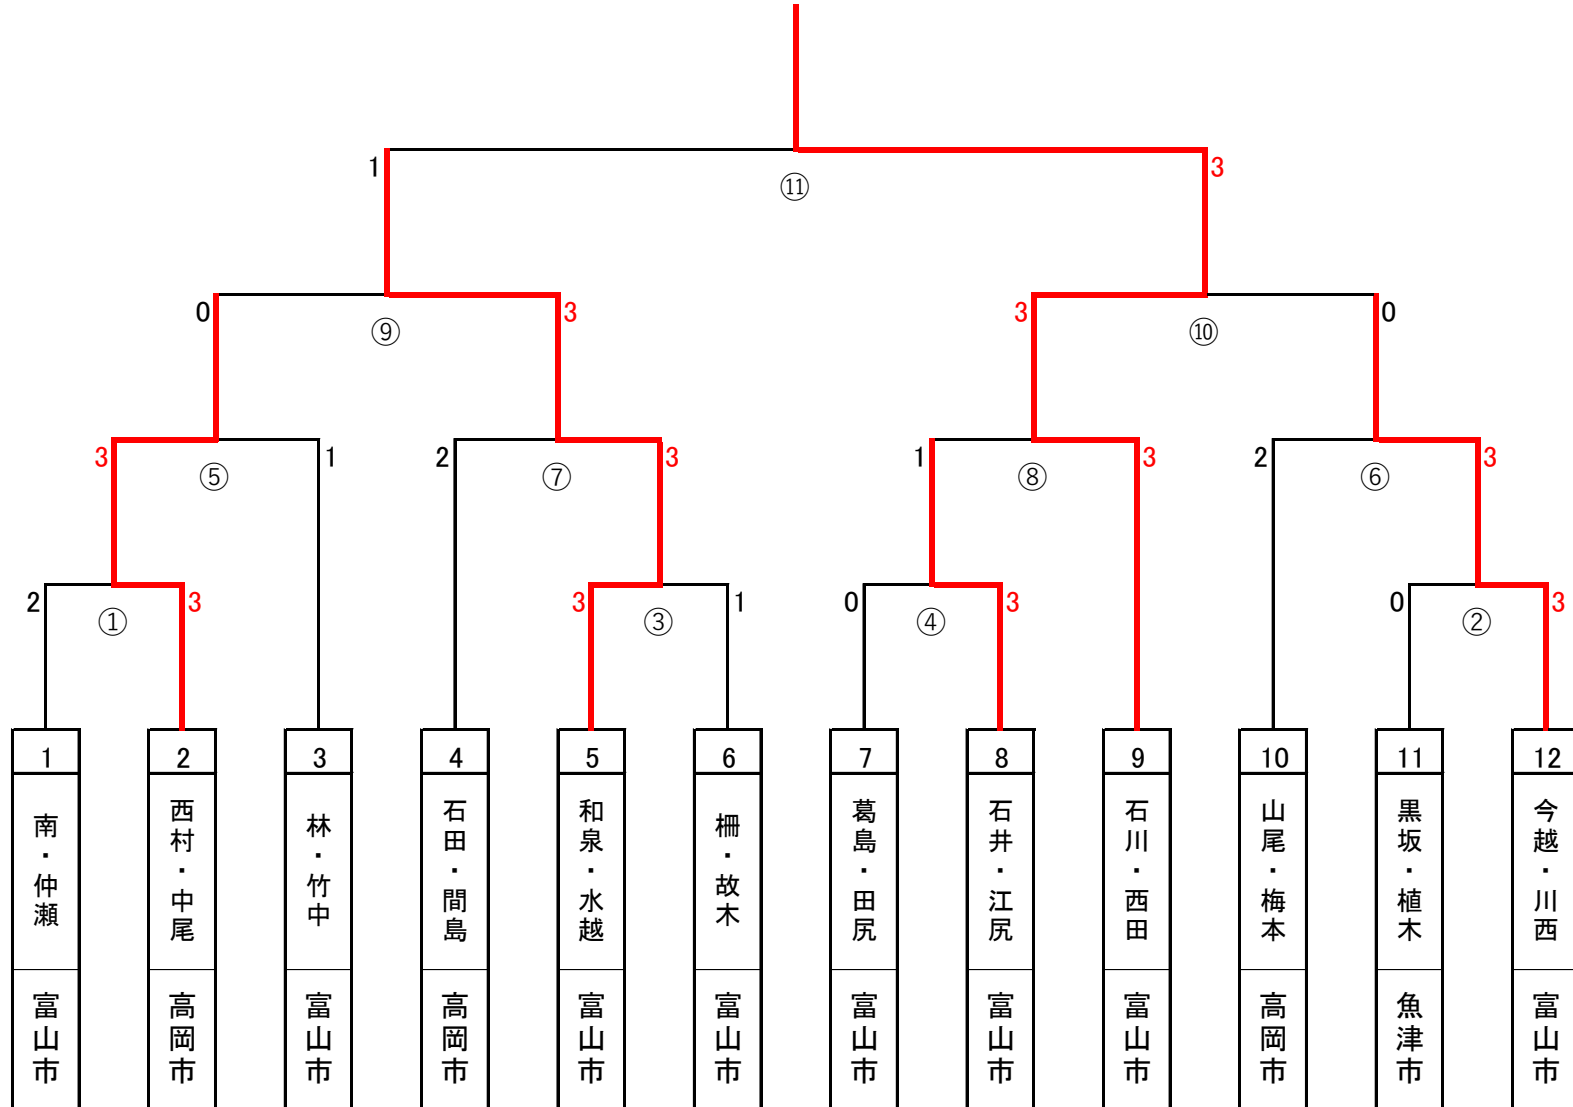 1
3
⑪
0
3
3
0
⑨
⑩
3
1
2
3
1
3
2
3
⑤
⑦
⑧
⑥
2
3
3
1
0
3
0
3
①
③
④
②
1
2
3
4
5
6
7
8
9
10
11
12
南・仲瀬
西村・中尾
林・竹中
石田・間島
和泉・水越
柵・故木
葛島・田尻
石井・江尻
石川・西田
山尾・梅本
黒坂・植木
今越・川西
富山市
高岡市
富山市
高岡市
富山市
富山市
富山市
富山市
富山市
高岡市
魚津市
富山市